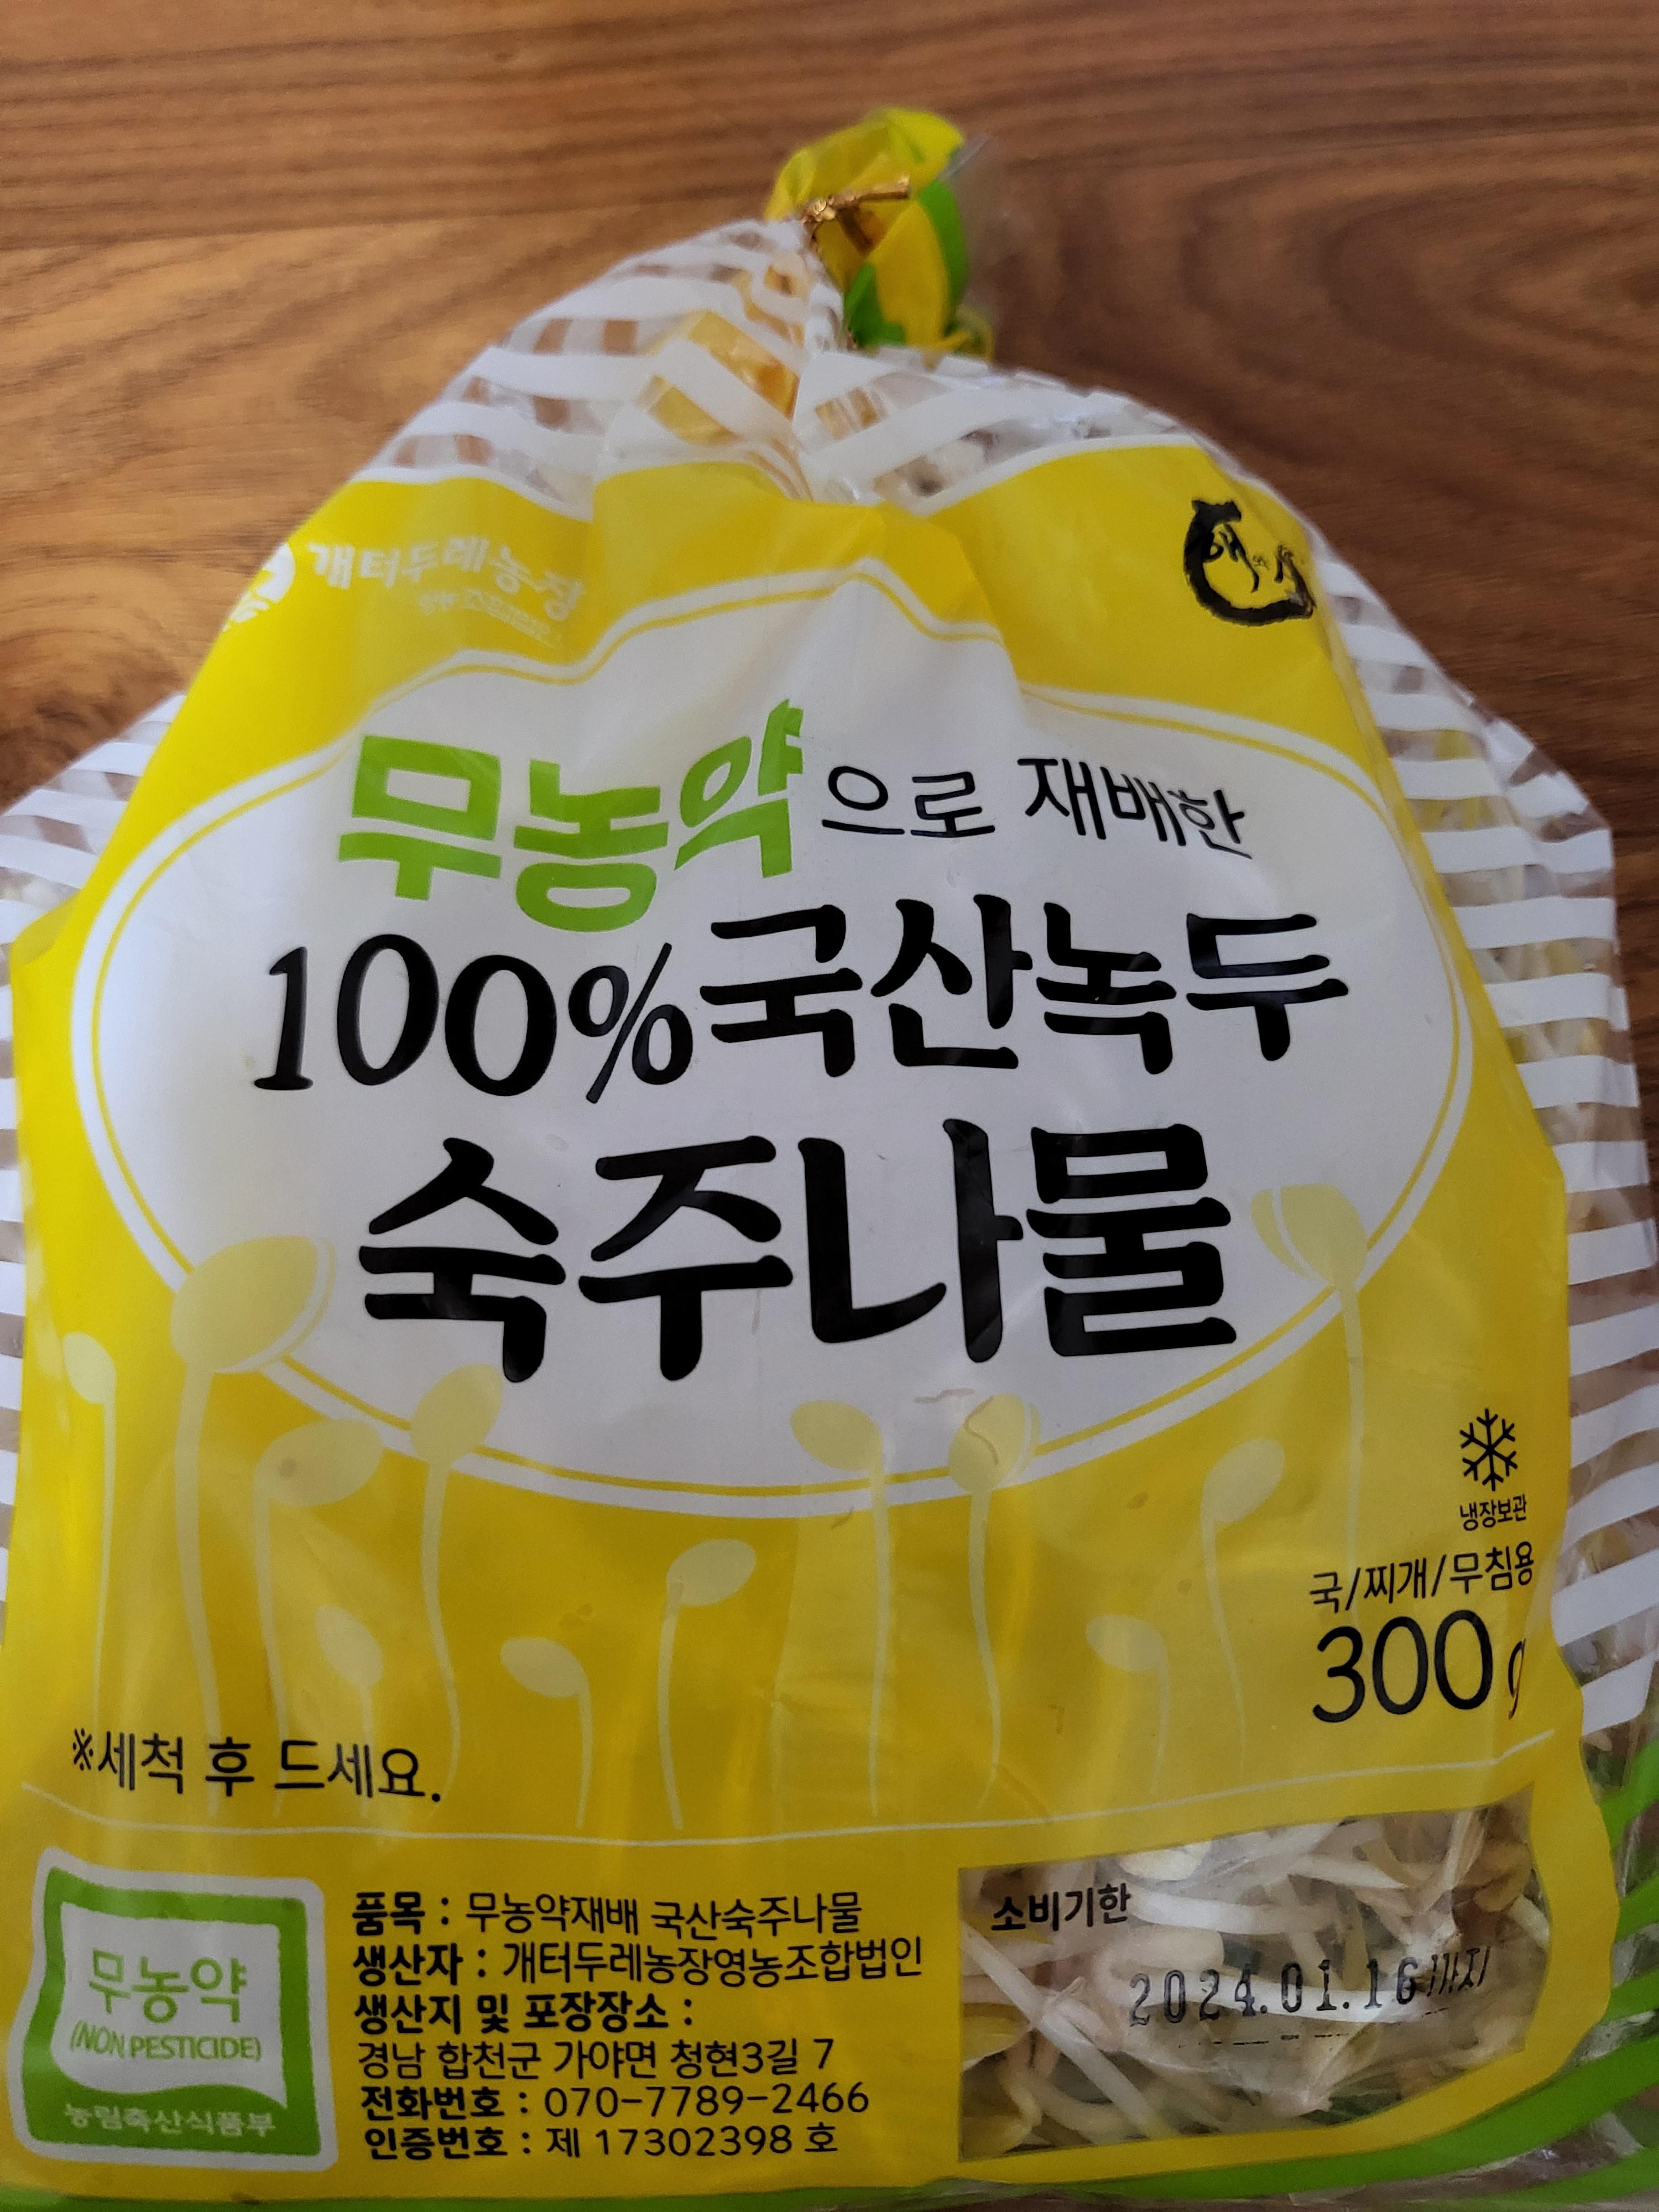 개터두레농장
무농약으로 재배한
100%국산녹두
숙주나물
냉장보관
국/찌개/무침용
300g
※세척 후 드세요.
무농약
(NON PESTICIDE)
농림축산식품부
품목 : 무농약재배 국산숙주나물
생산자 : 개터두레농장영농조합법인
생산지 및 포장장소 :
경남 합천군 가야면 청현3길 7
전화번호 : 070-7789-2466
인증번호 : 제 17302398 호
소비기한
2024.01.16까지